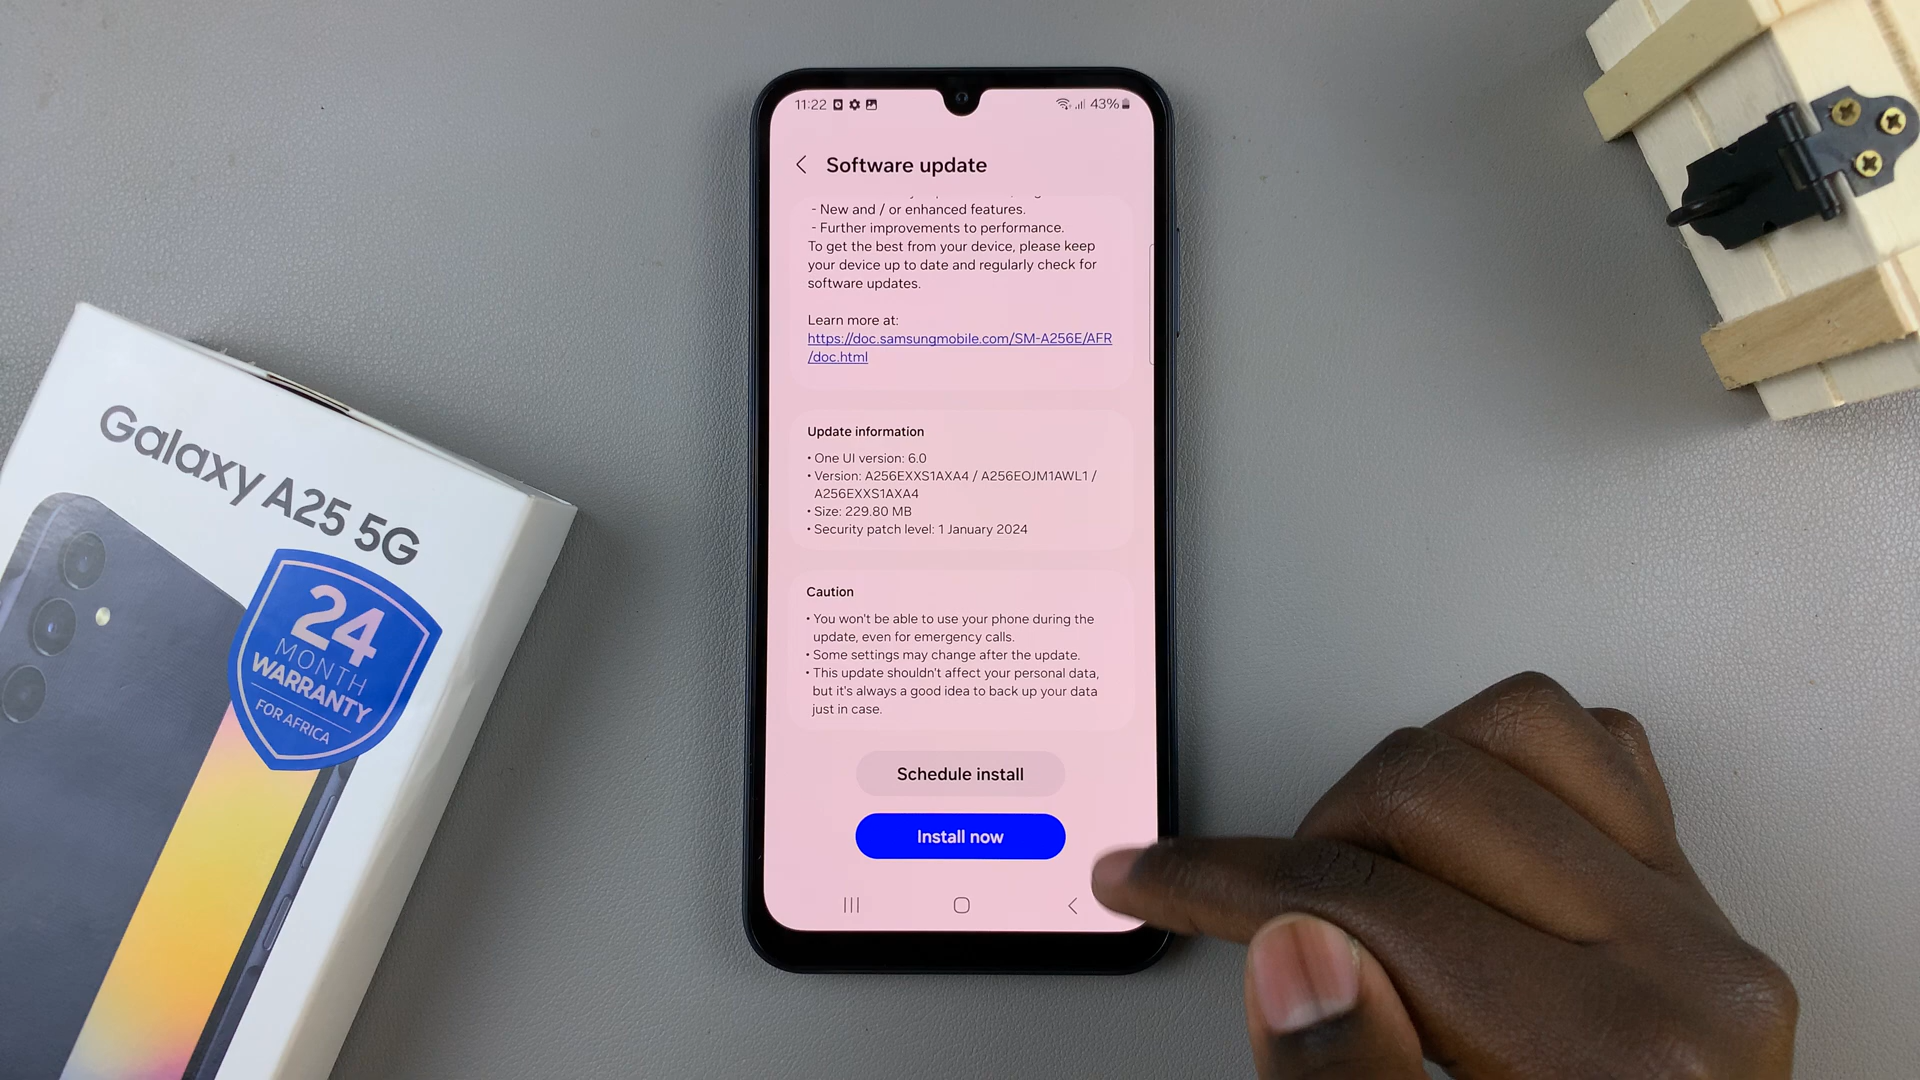 11:22
43%
Software update
- New and / or enhanced features.
- Further improvements to performance.
To get the best from your device, please keep
your device up to date and regularly check for
software updates.
Learn more at:
https://doc.samsungmobile.com/SM-A256E/AFR
/doc.html
Update information
• One UI version: 6.0
• Version: A256EXXS1AXA4 / A256EOJM1AWL1 /
A256EXXS1AXA4
• Size: 229.80 MB
• Security patch level: 1 January 2024
Caution
• You won't be able to use your phone during the
update, even for emergency calls.
• Some settings may change after the update.
• This update shouldn't affect your personal data,
but it's always a good idea to back up your data
just in case.
Schedule install
Install now
Galaxy A25 5G
24
MONTH
WARRANTY
FOR AFRICA